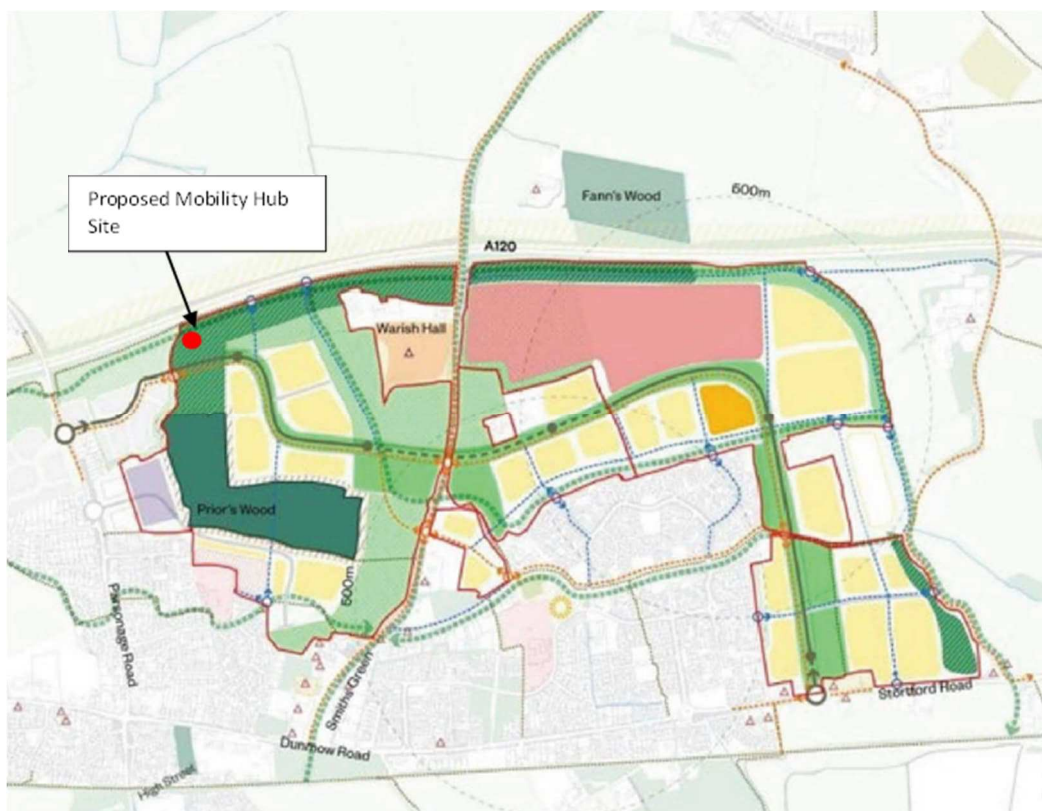 Proposed Mobility Hub
Site
Fann's Wood
600m
A120
Warish Hall
Prior's Wood
600m
Parsonage Road
Smiths Green
Stortford Road
Dunmow Road
High Street